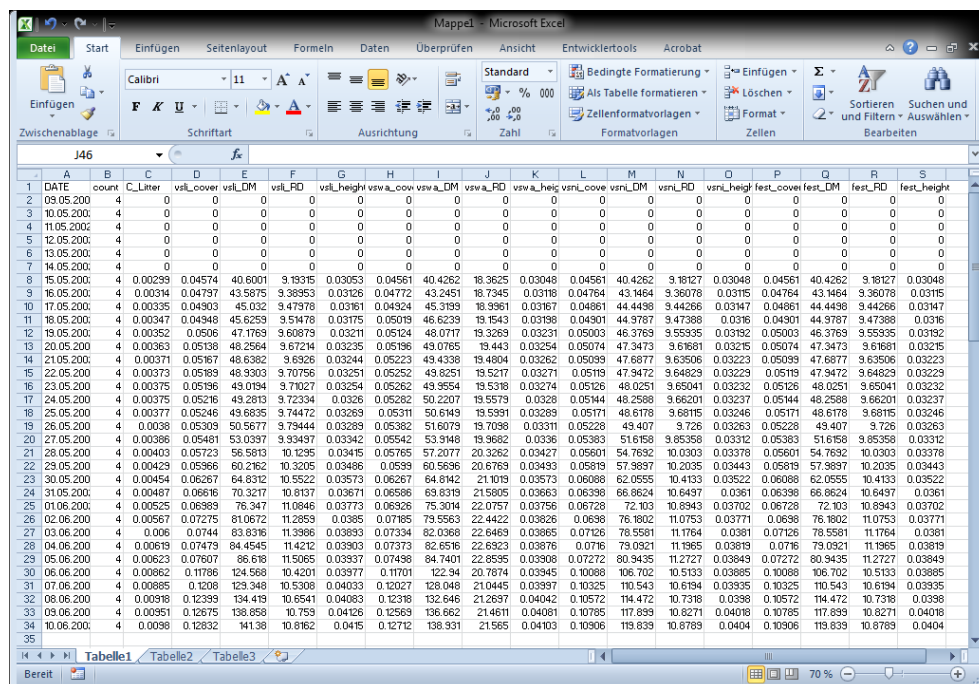 Mappe1 - Microsoft Excel
Datei Start Einfügen Seitenlayout Formeln Daten Überprüfen Ansicht Entwicklertools Acrobat
Calibri 11 A A Standard Bedingte Formatierung Einfügen Σ
Einfügen F K U A % 000 Als Tabelle formatieren Löschen Sortieren und Filtern Suchen und Auswählen
Zellenformatvorlagen Format
Zwischenablage Schriftart Ausrichtung Zahl Formatvorlagen Zellen Bearbeiten
J46 fx
A B C D E F G H I J K L M N O P Q R S
1 DATE count C_Litter vsli_cover vsli_DM vsli_RD vsli_height vswa_cov vswa_DM vswa_RD vswa_heig vsni_cove vsni_DM vsni_RD vsni_heigh fest_cover fest_DM fest_RD fest_height
2 09.05.200 4 0 0 0 0 0 0 0 0 0 0 0 0 0 0 0 0 0
3 10.05.200 4 0 0 0 0 0 0 0 0 0 0 0 0 0 0 0 0 0
4 11.05.2002 4 0 0 0 0 0 0 0 0 0 0 0 0 0 0 0 0 0
5 12.05.200 4 0 0 0 0 0 0 0 0 0 0 0 0 0 0 0 0 0
6 13.05.200 4 0 0 0 0 0 0 0 0 0 0 0 0 0 0 0 0 0
7 14.05.200 4 0 0 0 0 0 0 0 0 0 0 0 0 0 0 0 0 0
8 15.05.200 4 0.00299 0.04574 40.6001 9.19315 0.03053 0.04561 40.4262 18.3625 0.03048 0.04561 40.4262 9.18127 0.03048 0.04561 40.4262 9.18127 0.03048
9 16.05.200 4 0.00314 0.04797 43.5875 9.38953 0.03126 0.04772 43.2451 18.7345 0.03118 0.04764 43.1464 9.36078 0.03115 0.04764 43.1464 9.36078 0.03115
10 17.05.200 4 0.00335 0.04903 45.032 9.47978 0.03161 0.04924 45.3199 18.9961 0.03167 0.04861 44.4498 9.44266 0.03147 0.04861 44.4498 9.44266 0.03147
11 18.05.200 4 0.00347 0.04948 45.6259 9.51478 0.03175 0.05019 46.6239 19.1543 0.03198 0.04901 44.9787 9.47388 0.0316 0.04901 44.9787 9.47388 0.0316
12 19.05.200 4 0.00352 0.0506 47.1769 9.60879 0.03211 0.05124 48.0717 19.3269 0.03231 0.05003 46.3769 9.55935 0.03192 0.05003 46.3769 9.55935 0.03192
13 20.05.200 4 0.00363 0.05138 48.2564 9.67214 0.03235 0.05196 49.0765 19.443 0.03254 0.05074 47.3473 9.61681 0.03215 0.05074 47.3473 9.61681 0.03215
14 21.05.200 4 0.00371 0.05167 48.6382 9.6926 0.03244 0.05223 49.4338 19.4804 0.03262 0.05099 47.6877 9.63506 0.03223 0.05099 47.6877 9.63506 0.03223
15 22.05.200 4 0.00373 0.05189 48.9303 9.70756 0.03251 0.05252 49.8251 19.5217 0.03271 0.05119 47.9472 9.64829 0.03229 0.05119 47.9472 9.64829 0.03229
16 23.05.200 4 0.00375 0.05196 49.0194 9.71027 0.03254 0.05262 49.9554 19.5318 0.03274 0.05126 48.0251 9.65041 0.03232 0.05126 48.0251 9.65041 0.03232
17 24.05.200 4 0.00375 0.05216 49.2813 9.72334 0.0326 0.05282 50.2207 19.5579 0.0328 0.05144 48.2588 9.66201 0.03237 0.05144 48.2588 9.66201 0.03237
18 25.05.200 4 0.00377 0.05246 49.6835 9.74472 0.03269 0.05311 50.6149 19.5991 0.03289 0.05171 48.6178 9.68115 0.03246 0.05171 48.6178 9.68115 0.03246
19 26.05.200 4 0.0038 0.05309 50.5677 9.79444 0.03289 0.05382 51.6079 19.7098 0.03311 0.05228 49.407 9.726 0.03263 0.05228 49.407 9.726 0.03263
20 27.05.200 4 0.00386 0.05481 53.0397 9.93497 0.03342 0.05542 53.9148 19.9682 0.0336 0.05383 51.6158 9.85358 0.03312 0.05383 51.6158 9.85358 0.03312
21 28.05.200 4 0.00403 0.05723 56.5813 10.1295 0.03415 0.05765 57.2077 20.3262 0.03427 0.05601 54.7692 10.0303 0.03378 0.05601 54.7692 10.0303 0.03378
22 29.05.200 4 0.00429 0.05966 60.2162 10.3205 0.03486 0.0599 60.5696 20.6769 0.03493 0.05819 57.9897 10.2035 0.03443 0.05819 57.9897 10.2035 0.03443
23 30.05.200 4 0.00454 0.06267 64.8312 10.5522 0.03573 0.06267 64.8142 21.1019 0.03573 0.06088 62.0555 10.4133 0.03522 0.06088 62.0555 10.4133 0.03522
24 31.05.200 4 0.00487 0.06616 70.3217 10.8137 0.03671 0.06586 69.8319 21.5805 0.03663 0.06398 66.8624 10.6497 0.0361 0.06398 66.8624 10.6497 0.0361
25 01.06.200 4 0.00525 0.06989 76.347 11.0846 0.03773 0.06926 75.3014 22.0757 0.03756 0.06728 72.103 10.8943 0.03702 0.06728 72.103 10.8943 0.03702
26 02.06.200 4 0.00567 0.07275 81.0672 11.2859 0.0385 0.07185 79.5563 22.4422 0.03826 0.0698 76.1802 11.0753 0.03771 0.0698 76.1802 11.0753 0.03771
27 03.06.200 4 0.006 0.0744 83.8316 11.3986 0.03893 0.07334 82.0368 22.6469 0.03865 0.07126 78.5581 11.1764 0.0381 0.07126 78.5581 11.1764 0.0381
28 04.06.200 4 0.00619 0.07479 84.4545 11.4212 0.03903 0.07373 82.6516 22.6923 0.03876 0.0716 79.0921 11.1965 0.03819 0.0716 79.0921 11.1965 0.03819
29 05.06.200 4 0.00623 0.07607 86.618 11.5065 0.03937 0.07498 84.7401 22.8595 0.03908 0.07272 80.9435 11.2727 0.03849 0.07272 80.9435 11.2727 0.03849
30 06.06.200 4 0.00862 0.11786 124.568 10.4201 0.03977 0.11701 122.94 20.7874 0.03945 0.10088 106.702 10.5133 0.03885 0.10088 106.702 10.5133 0.03885
31 07.06.200 4 0.00885 0.1208 129.348 10.5308 0.04033 0.12027 128.048 21.0445 0.03997 0.10325 110.543 10.6194 0.03935 0.10325 110.543 10.6194 0.03935
32 08.06.200 4 0.00918 0.12399 134.419 10.6541 0.04083 0.12318 132.646 21.2697 0.04042 0.10572 114.472 10.7318 0.0398 0.10572 114.472 10.7318 0.0398
33 09.06.200 4 0.00951 0.12675 138.858 10.759 0.04126 0.12569 136.662 21.4611 0.04081 0.10785 117.899 10.8271 0.04018 0.10785 117.899 10.8271 0.04018
34 10.06.200 4 0.0098 0.12832 141.38 10.8162 0.0415 0.12712 138.931 21.565 0.04103 0.10906 119.839 10.8789 0.0404 0.10906 119.839 10.8789 0.0404
35
Tabelle1 Tabelle2 Tabelle3
Bereit 70 %